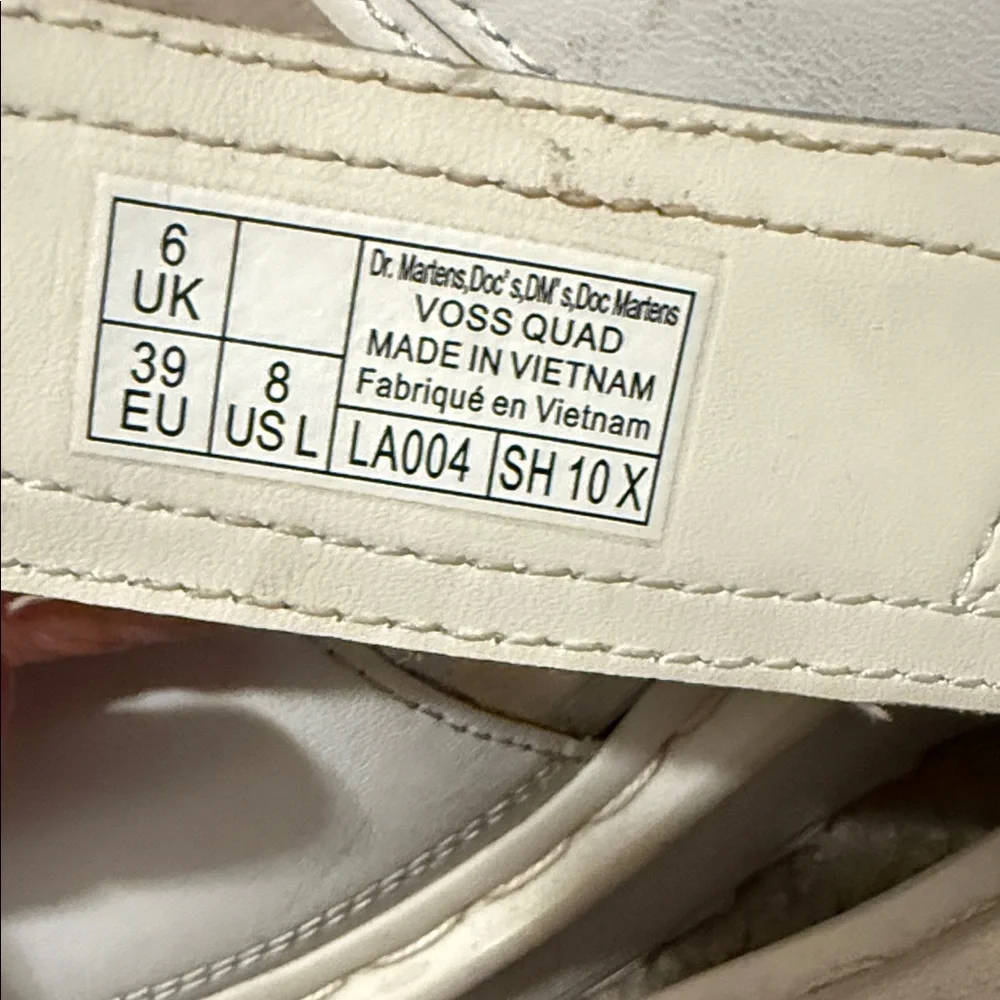 6
UK
39
EU
8
US L
Dr. Martens,Doc's,DM's,Doc Martens
VOSS QUAD
MADE IN VIETNAM
Fabriqué en Vietnam
LA004
SH 10 X